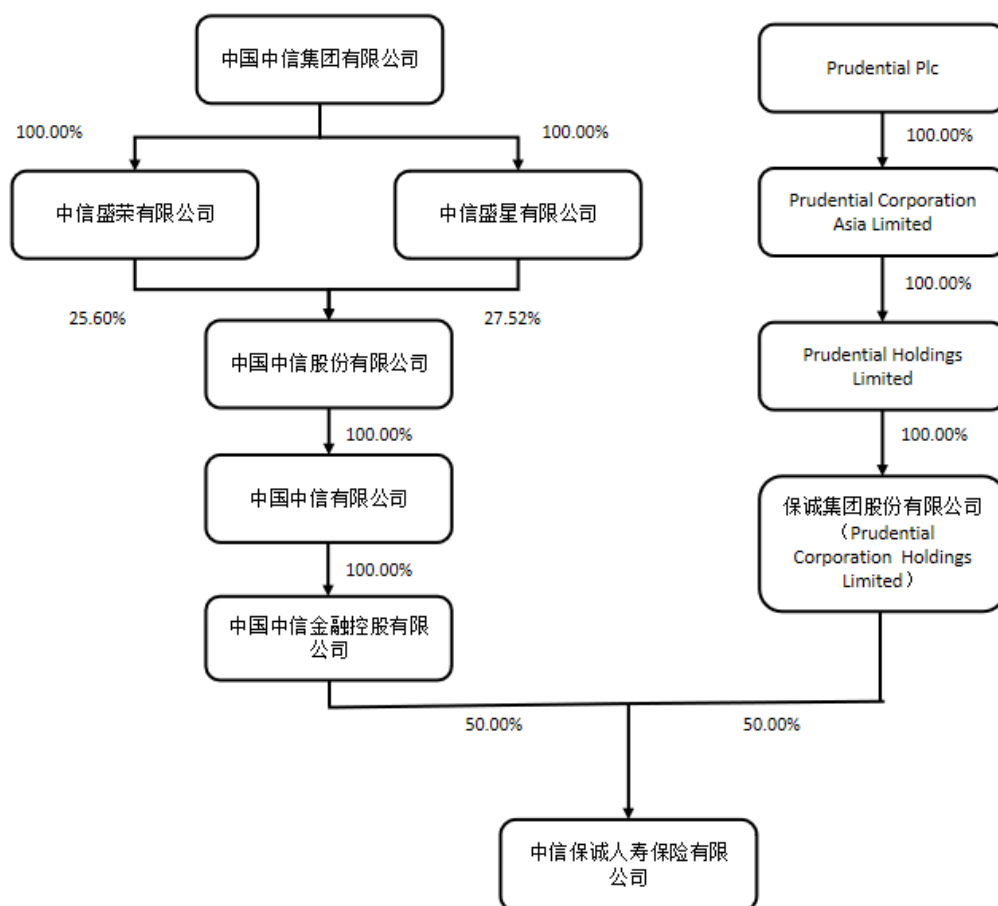 中国中信集团有限公司
Prudential Plc
100.00%
100.00%
100.00%
中信盛荣有限公司
中信盛星有限公司
Prudential Corporation
Asia Limited
100.00%
25.60%
27.52%
中国中信股份有限公司
Prudential Holdings
Limited
100.00%
100.00%
中国中信有限公司
保诚集团股份有限公司
（Prudential
Corporation Holdings
Limited）
100.00%
中国中信金融控股有限
公司
50.00%
50.00%
中信保诚人寿保险有限
公司